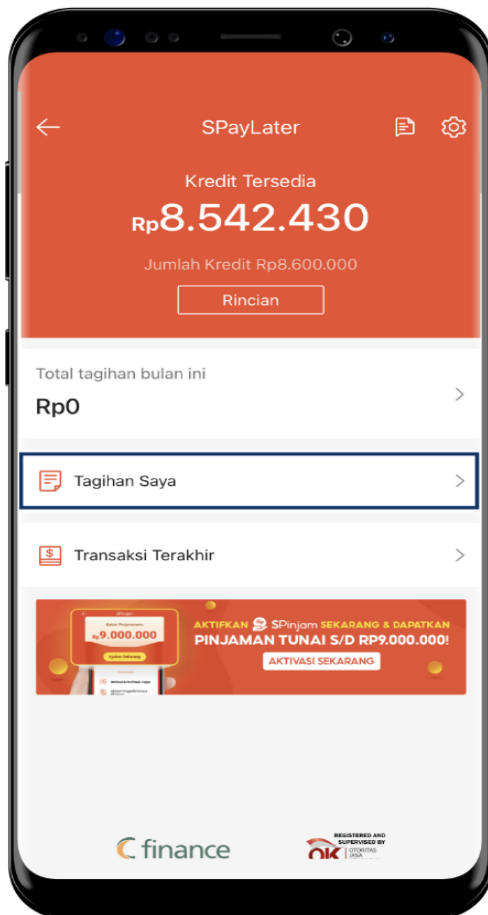 SPayLater
Kredit Tersedia
Rp8.542.430
Jumlah Kredit Rp8.600.000
Rincian
Total tagihan bulan ini
Rp0
Tagihan Saya
Transaksi Terakhir
Rp9.000.000
AKTIFKAN SPinjam SEKARANG & DAPATKAN
PINJAMAN TUNAI S/D RP9.000.000!
AKTIVASI SEKARANG
finance
REGISTERED AND
SUPERVISED BY
OTORITAS
JASA